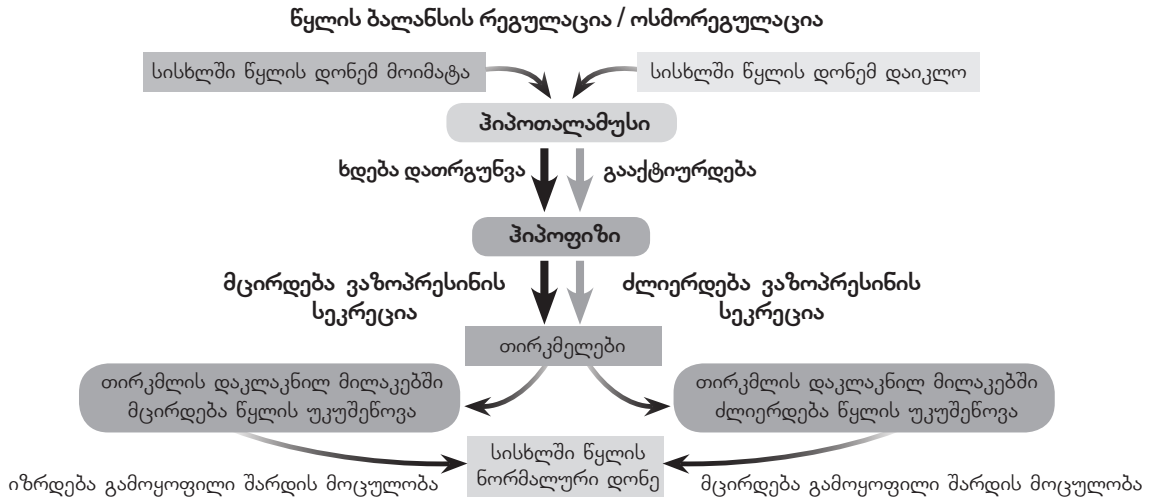 წყლის ბალანსის რეგულაცია / ოსმორეგულაცია
სისხლში წყლის დონემ მოიმატა
სისხლში წყლის დონემ დაიკლო
ჰიპოთალამუსი
ხდება დათრგუნვა
გააქტიურდება
ჰიპოფიზი
მცირდება ვაზოპრესინის
სეკრეცია
ძლიერდება ვაზოპრესინის
სეკრეცია
თირკმელები
თირკმლის დაკლაკნილ მილაკებში
მცირდება წყლის უკუშეწოვა
თირკმლის დაკლაკნილ მილაკებში
ძლიერდება წყლის უკუშეწოვა
სისხლში წყლის
ნორმალური დონე
იზრდება გამოყოფილი შარდის მოცულობა
მცირდება გამოყოფილი შარდის მოცულობა